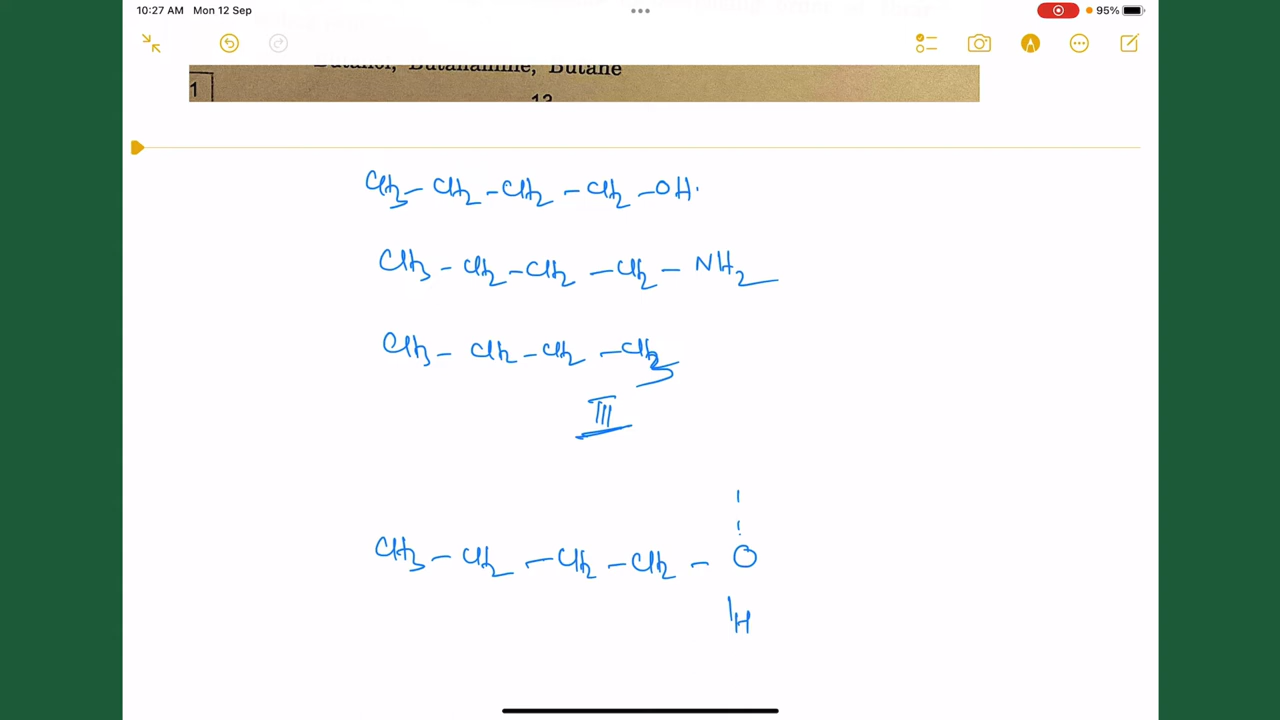 10:27 AM Mon 12 Sep
95%
Butanol, Butanamine, Butane
1
13
CH3 - CH2 - CH2 - CH2 - OH.
CH3 - CH2 - CH2 - CH2 - NH2
CH3 - CH2 - CH2 - CH3
III
CH3 - CH2 - CH2 - CH2 - O
H